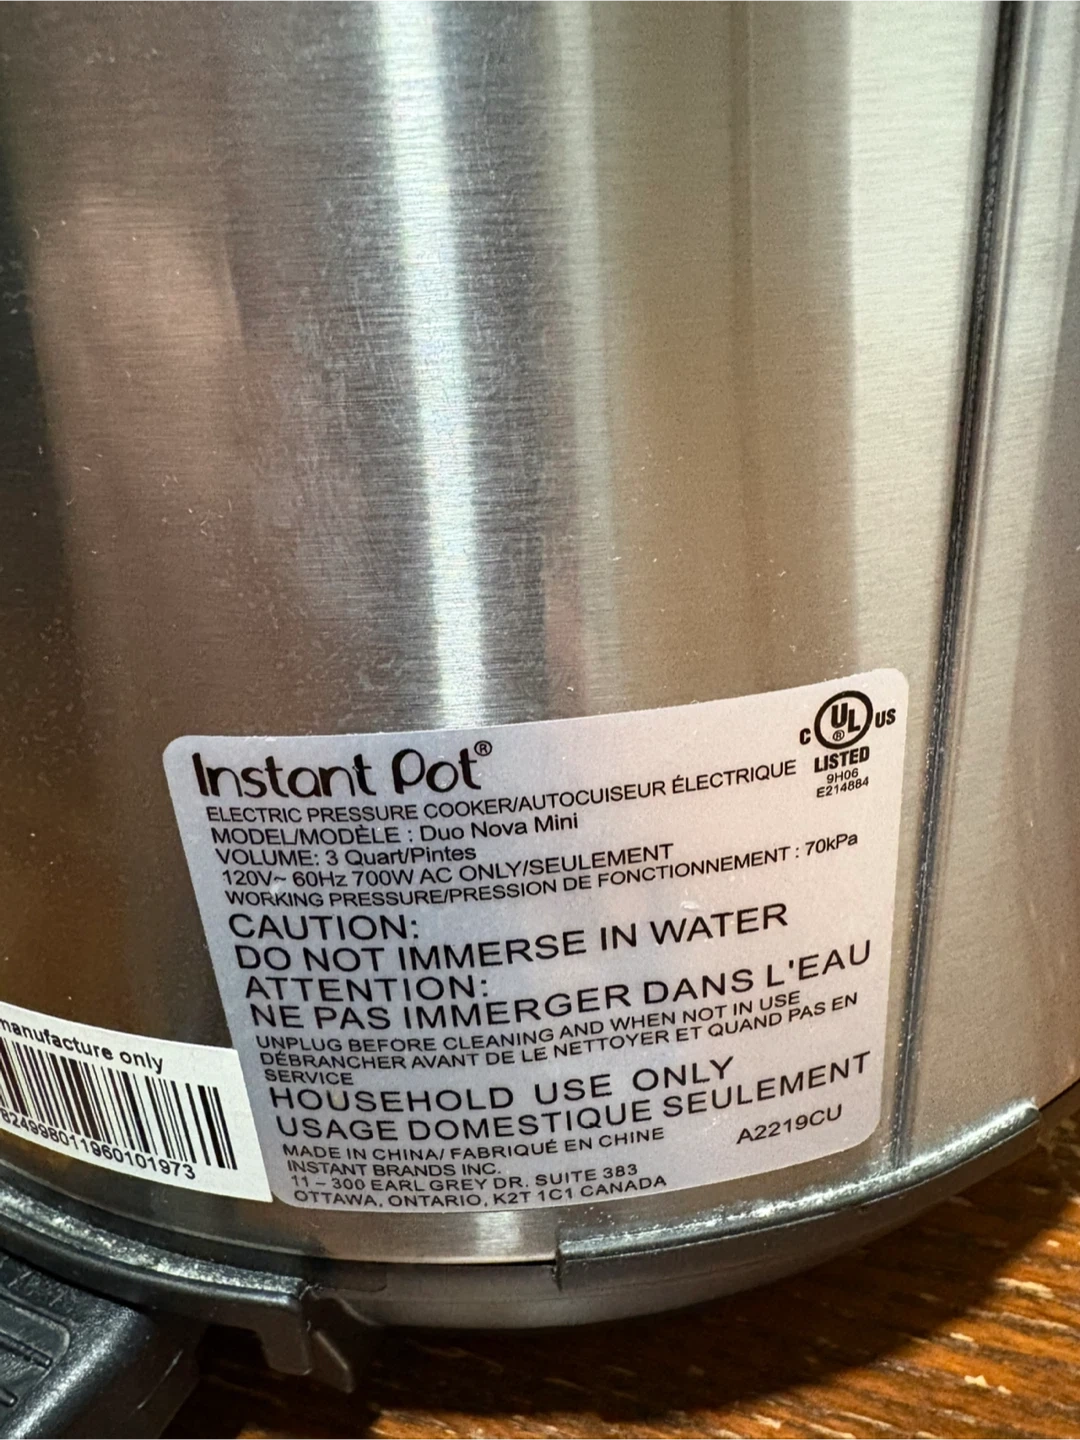 Instant Pot®
C UL® US
LISTED
9H06
E214884
ELECTRIC PRESSURE COOKER/AUTOCUISEUR ÉLECTRIQUE
MODEL/MODÈLE : Duo Nova Mini
VOLUME: 3 Quart/Pintes
120V~ 60Hz 700W AC ONLY/SEULEMENT
WORKING PRESSURE/PRESSION DE FONCTIONNEMENT : 70kPa
CAUTION:
DO NOT IMMERSE IN WATER
ATTENTION:
NE PAS IMMERGER DANS L'EAU
UNPLUG BEFORE CLEANING AND WHEN NOT IN USE
DÉBRANCHER AVANT DE LE NETTOYER ET QUAND PAS EN
SERVICE
HOUSEHOLD USE ONLY
USAGE DOMESTIQUE SEULEMENT
MADE IN CHINA/ FABRIQUÉ EN CHINE
A2219CU
INSTANT BRANDS INC.
11 – 300 EARL GREY DR. SUITE 383
OTTAWA, ONTARIO, K2T 1C1 CANADA
manufacture only
82499801196010​1973